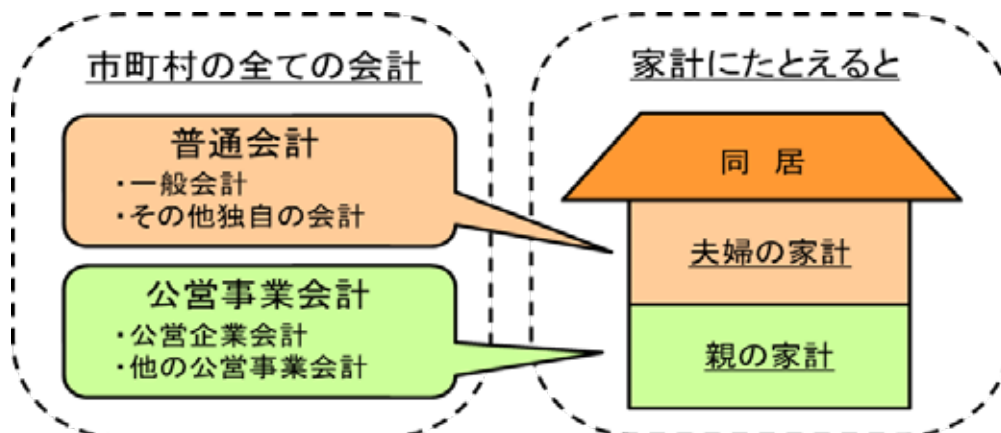 市町村の全ての会計
普通会計
・一般会計
・その他独自の会計
公営事業会計
・公営企業会計
・他の公営事業会計
家計にたとえると
同 居
夫婦の家計
親の家計